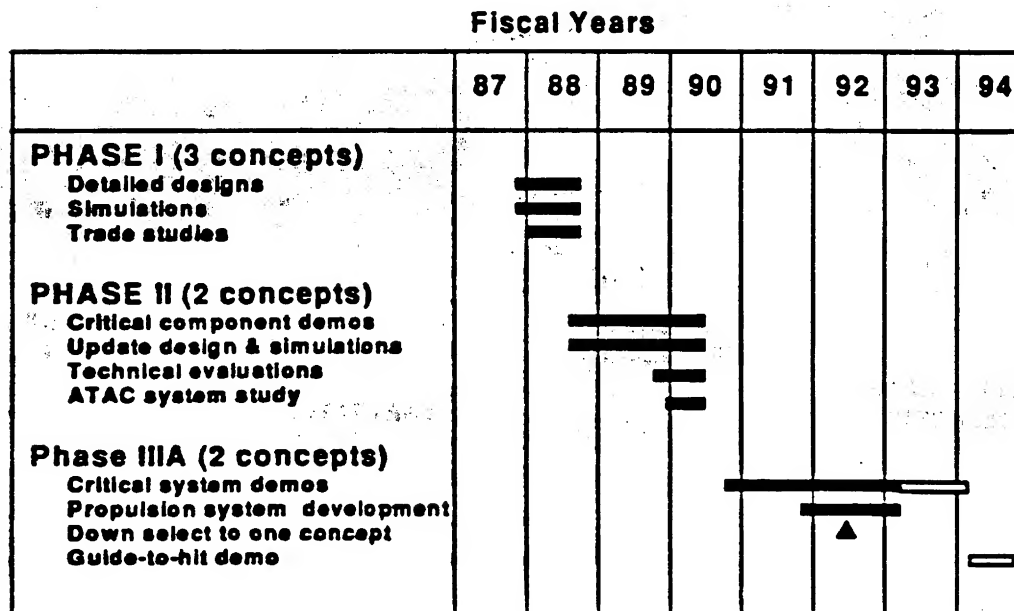 Fiscal Years
87 88 89 90 91 92 93 94
PHASE I (3 concepts)
Detailed designs
Simulations
Trade studies
PHASE II (2 concepts)
Critical component demos
Update design & simulations
Technical evaluations
ATAC system study
Phase IIIA (2 concepts)
Critical system demos
Propulsion system development
Down select to one concept
Guide-to-hit demo